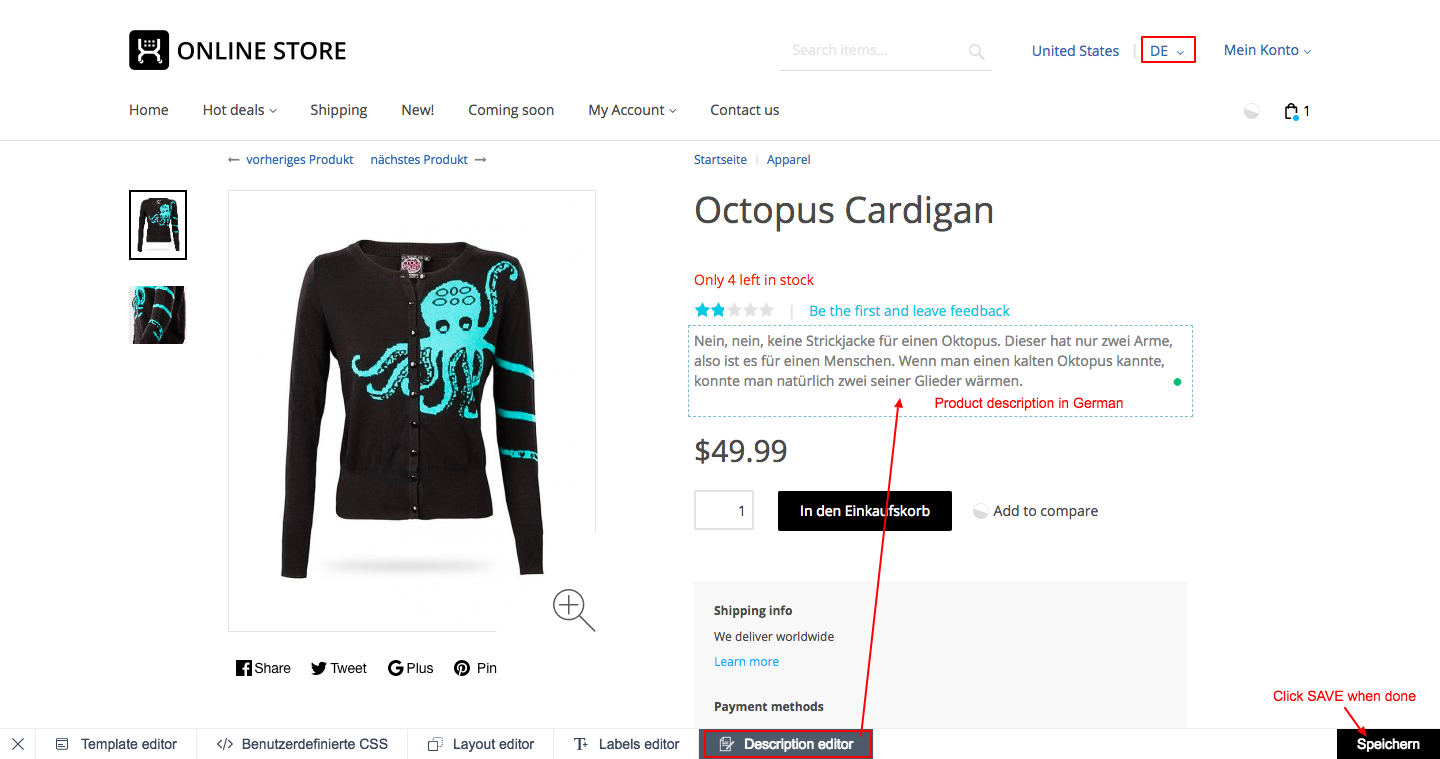 ONLINE STORE
Search items...
United States
DE
Mein Konto
Home
Hot deals
Shipping
New!
Coming soon
My Account
Contact us
1
← vorheriges Produkt
nächstes Produkt →
Startseite
Apparel
Octopus Cardigan
Only 4 left in stock
Be the first and leave feedback
Nein, nein, keine Strickjacke für einen Oktopus. Dieser hat nur zwei Arme,
also ist es für einen Menschen. Wenn man einen kalten Oktopus kannte,
konnte man natürlich zwei seiner Glieder wärmen.
Product description in German
$49.99
1
In den Einkaufskorb
Add to compare
Shipping info
We deliver worldwide
Learn more
Payment methods
Share
Tweet
Plus
Pin
Click SAVE when done
Template editor
Benutzerdefinierte CSS
Layout editor
Labels editor
Description editor
Speichern